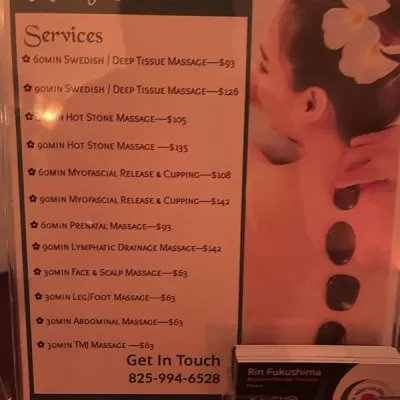 Services
60min Swedish / Deep Tissue Massage—$93
90min Swedish / Deep Tissue Massage—$126
Hot Stone Massage—$105
90min Hot Stone Massage —$135
60min Myofascial Release & Cupping—$108
90min Myofascial Release & Cupping—$142
60min Prenatal Massage—$93
90min Lymphatic Drainage Massage—$142
30min Face & Scalp Massage—$63
30min Leg/Foot Massage—$63
30min Abdominal Massage—$63
30min TMJ Massage —$63
Get In Touch
825-994-6528
Rin Fukushima